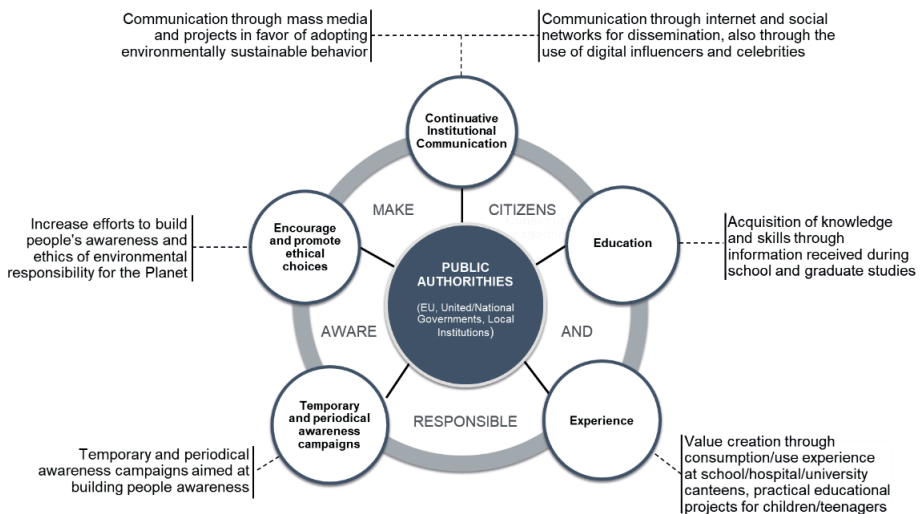 Communication through mass media
and projects in favor of adopting
environmentally sustainable behavior
Communication through internet and social
networks for dissemination, also through the
use of digital influencers and celebrities
Continuative
Institutional
Communication
MAKE
CITIZENS
Encourage
and promote
ethical
choices
Increase efforts to build
people's awareness and
ethics of environmental
responsibility for the Planet
Education
Acquisition of knowledge
and skills through
information received during
school and graduate studies
PUBLIC
AUTHORITIES
(EU, United/National
Governments, Local
Institutions)
AWARE
AND
RESPONSIBLE
Temporary
and periodical
awareness
campaigns
Temporary and periodical
awareness campaigns aimed at
building people awareness
Experience
Value creation through
consumption/use experience
at school/hospital/university
canteens, practical educational
projects for children/teenagers